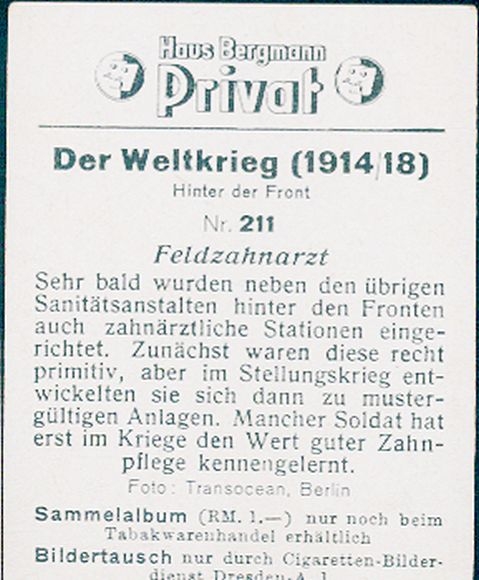 Haus Bergmann
Privat
Der Weltkrieg (1914/18)
Hinter der Front
Nr. 211
Feldzahnarzt
Sehr bald wurden neben den übrigen
Sanitätsanstalten hinter den Fronten
auch zahnärztliche Stationen einge-
richtet. Zunächst waren diese recht
primitiv, aber im Stellungskrieg ent-
wickelten sie sich dann zu muster-
gültigen Anlagen. Mancher Soldat hat
erst im Kriege den Wert guter Zahn-
pflege kennengelernt.
Foto: Transocean, Berlin
Sammelalbum (RM. 1.—) nur noch beim
Tabakwarenhandel erhältlich
Bildertausch nur durch Cigaretten-Bilder-
dienst Dresden-A. 1